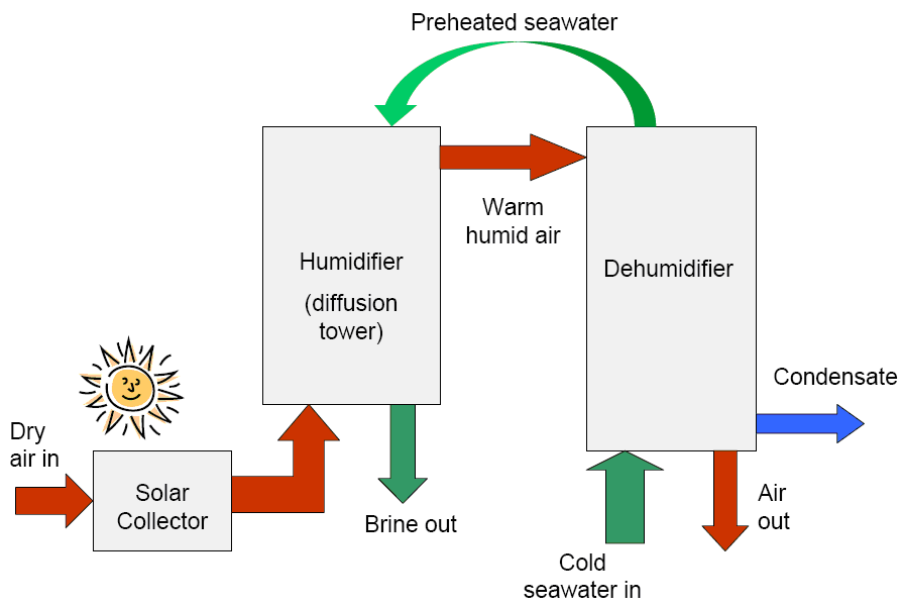 Preheated seawater
Warm
humid air
Humidifier
(diffusion
tower)
Dehumidifier
Condensate
Dry
air in
Solar
Collector
Brine out
Air
out
Cold
seawater in